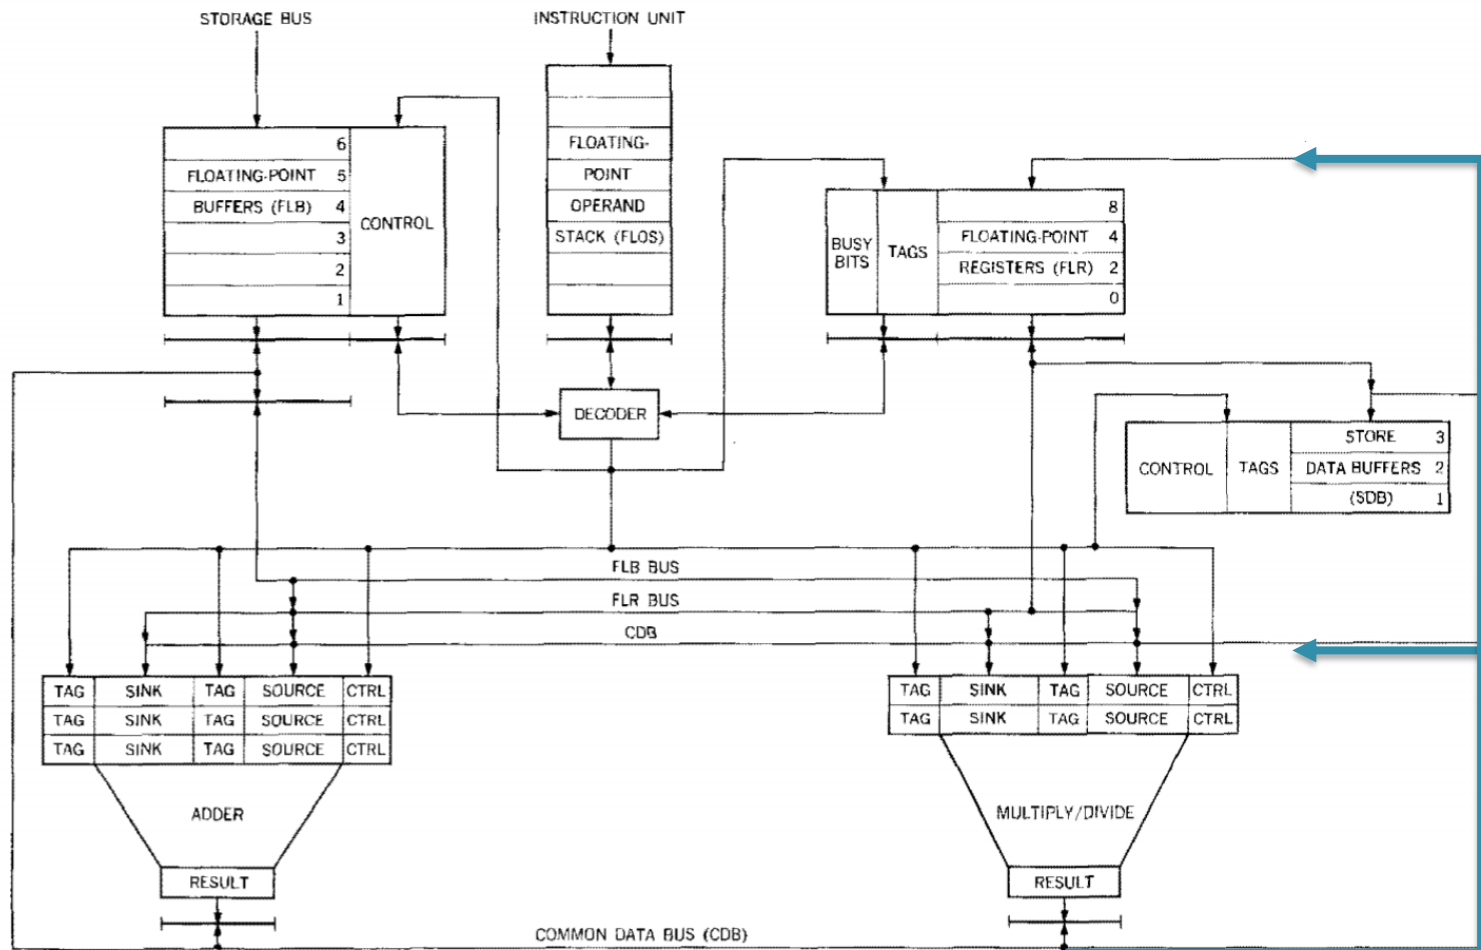 STORAGE BUS
INSTRUCTION UNIT
6
FLOATING-POINT 5
BUFFERS (FLB) 4
3
2
1
CONTROL
FLOATING-
POINT
OPERAND
STACK (FLOS)
BUSY
BITS
TAGS
8
FLOATING-POINT 4
REGISTERS (FLR) 2
0
DECODER
CONTROL
TAGS
STORE 3
DATA BUFFERS 2
(SDB) 1
FLB BUS
FLR BUS
CDB
TAG SINK TAG SOURCE CTRL
TAG SINK TAG SOURCE CTRL
TAG SINK TAG SOURCE CTRL
TAG SINK TAG SOURCE CTRL
TAG SINK TAG SOURCE CTRL
ADDER
MULTIPLY/DIVIDE
RESULT
RESULT
COMMON DATA BUS (CDB)